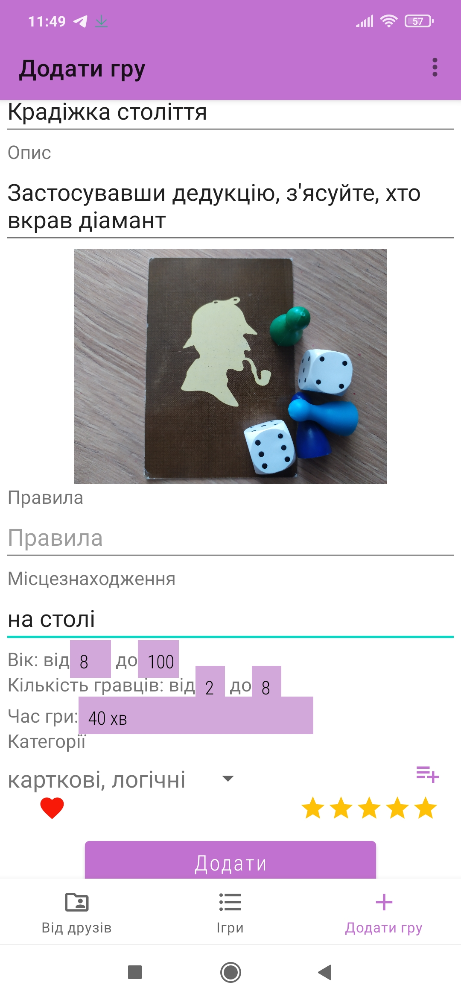 11:49
57
Додати гру
Крадіжка століття
Опис
Застосувавши дедукцію, з'ясуйте, хто
вкрав діамант
Правила
Правила
Місцезнаходження
на столі
Вік: від 8 до 100
Кількість гравців: від 2 до 8
Час гри: 40 хв
Категорії
карткові, логічні
Додати
Від друзів
Ігри
Додати гру